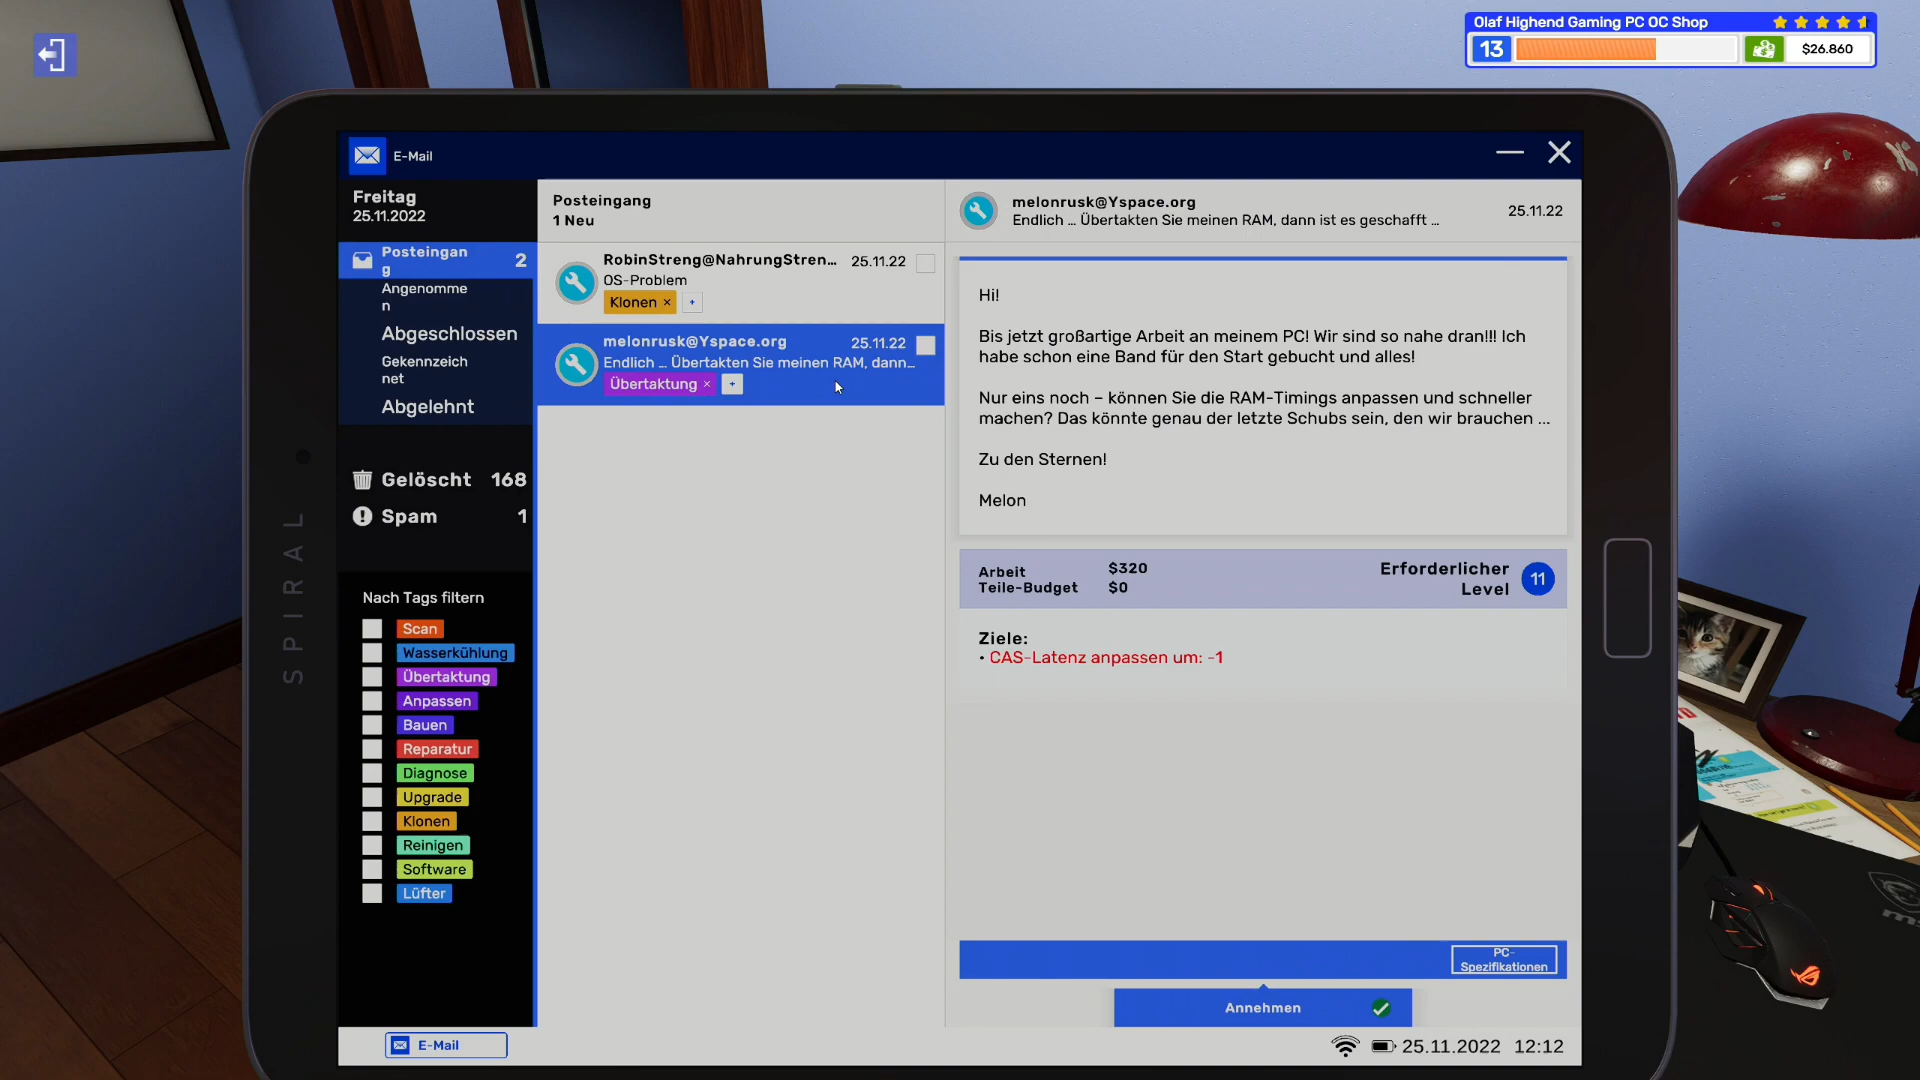 Olaf Highend Gaming PC OC Shop
13
$26.860
E-Mail
Freitag
25.11.2022
Posteingan
g
2
Angenomme
n
Abgeschlossen
Gekennzeich
net
Abgelehnt
Gelöscht 168
Spam 1
Nach Tags filtern
Scan
Wasserkühlung
Übertaktung
Anpassen
Bauen
Reparatur
Diagnose
Upgrade
Klonen
Reinigen
Software
Lüfter
Posteingang
1 Neu
RobinStreng@NahrungStren... 25.11.22
OS-Problem
Klonen × +
melonrusk@Yspace.org 25.11.22
Endlich ... Übertakten Sie meinen RAM, dann...
Übertaktung × +
melonrusk@Yspace.org
Endlich ... Übertakten Sie meinen RAM, dann ist es geschafft ...
25.11.22
Hi!
Bis jetzt großartige Arbeit an meinem PC! Wir sind so nahe dran!!! Ich
habe schon eine Band für den Start gebucht und alles!
Nur eins noch – können Sie die RAM-Timings anpassen und schneller
machen? Das könnte genau der letzte Schubs sein, den wir brauchen ...
Zu den Sternen!
Melon
Arbeit $320
Teile-Budget $0
Erforderlicher
Level
11
Ziele:
• CAS-Latenz anpassen um: -1
PC-
Spezifikationen
Annehmen
E-Mail
25.11.2022 12:12
SPIRAL